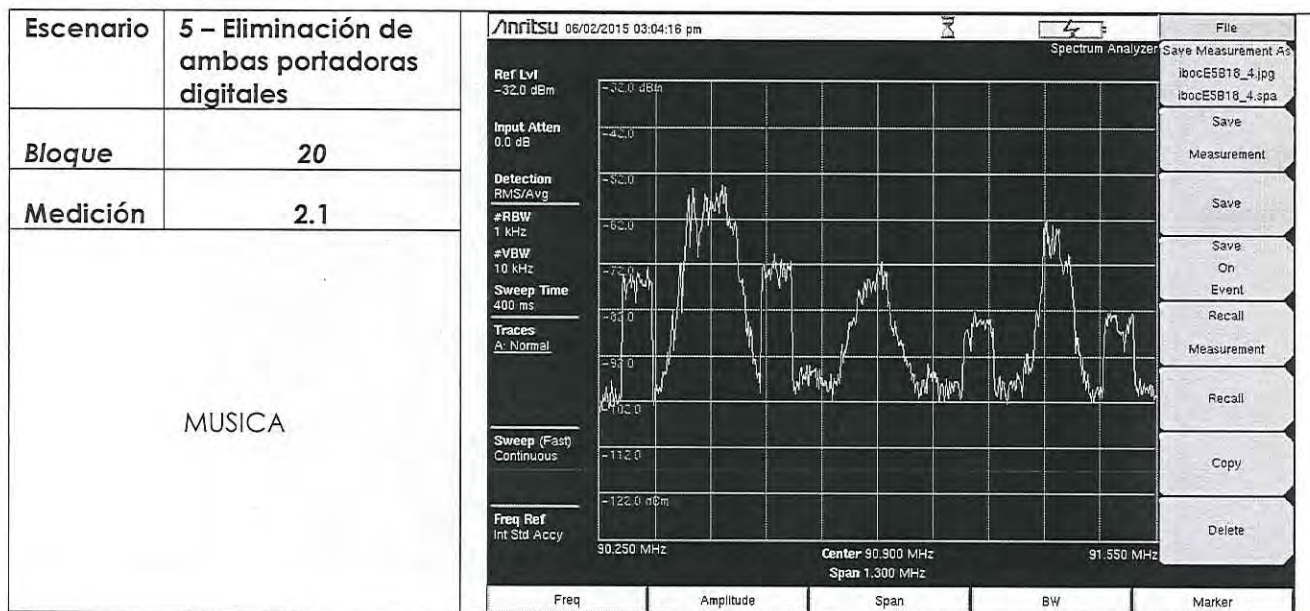 Escenario
5 – Eliminación de
ambas portadoras
digitales
Bloque
20
Medición
2.1
MUSICA
Anritsu 06/02/2015 03:04:16 pm
Spectrum Analyzer
Ref Lvl
-32.0 dBm
Input Atten
0.0 dB
Detection
RMS/Avg
#RBW
1 kHz
#VBW
10 kHz
Sweep Time
400 ms
Traces
A: Normal
Sweep (Fast)
Continuous
Freq Ref
Int Std Accy
-32.0 dBm
-42.0
-52.0
-62.0
-72.0
-82.0
-92.0
-102.0
-112.0
-122.0 dBm
90.250 MHz
Center 90.900 MHz
91.550 MHz
Span 1.300 MHz
File
Save Measurement As
ibocE5B18_4.jpg
ibocE5B18_4.spa
Save
Measurement
Save
Save
On
Event
Recall
Measurement
Recall
Copy
Delete
Freq
Amplitude
Span
BW
Marker